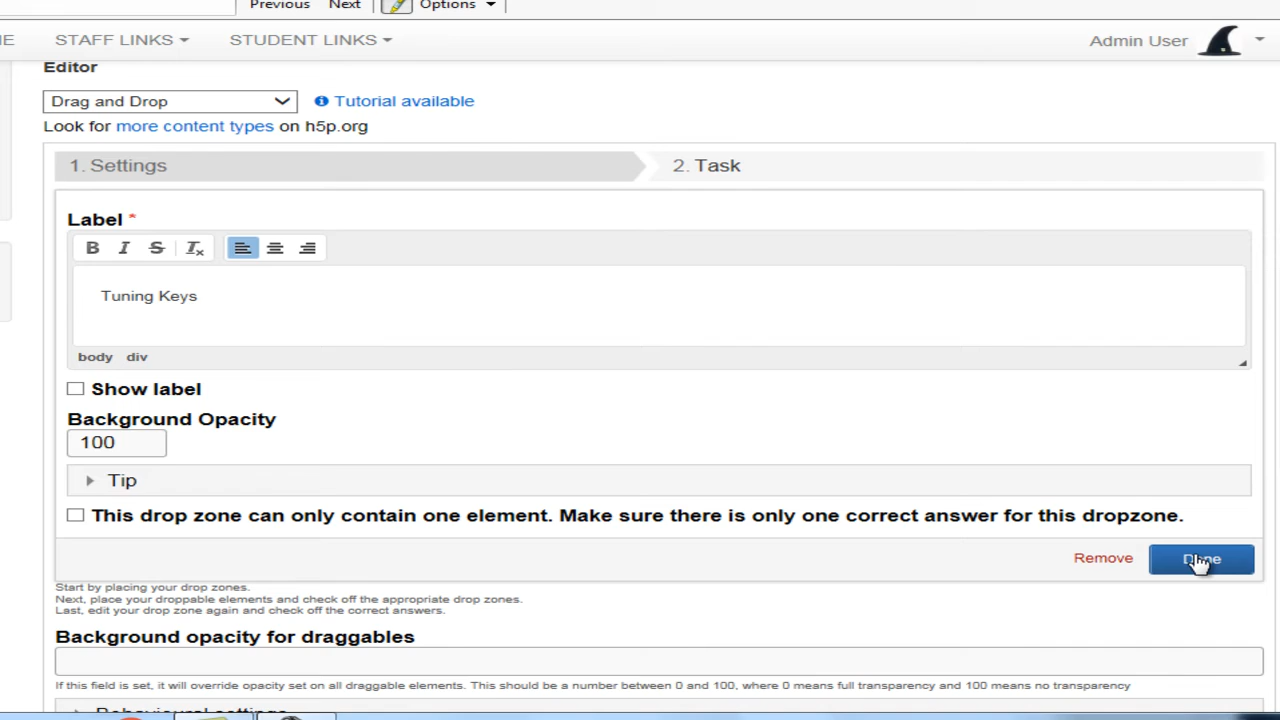 Previous Next Options
E STAFF LINKS STUDENT LINKS Admin User
Editor
Drag and Drop Tutorial available
Look for more content types on h5p.org
1. Settings 2. Task
Label *
B I S Tx
Tuning Keys
body div
Show label
Background Opacity
100
Tip
This drop zone can only contain one element. Make sure there is only one correct answer for this dropzone.
Remove Done
Start by placing your drop zones.
Next, place your droppable elements and check off the appropriate drop zones.
Last, edit your drop zone again and check off the correct answers.
Background opacity for draggables
If this field is set, it will override opacity set on all draggable elements. This should be a number between 0 and 100, where 0 means full transparency and 100 means no transparency
Behavioural settings